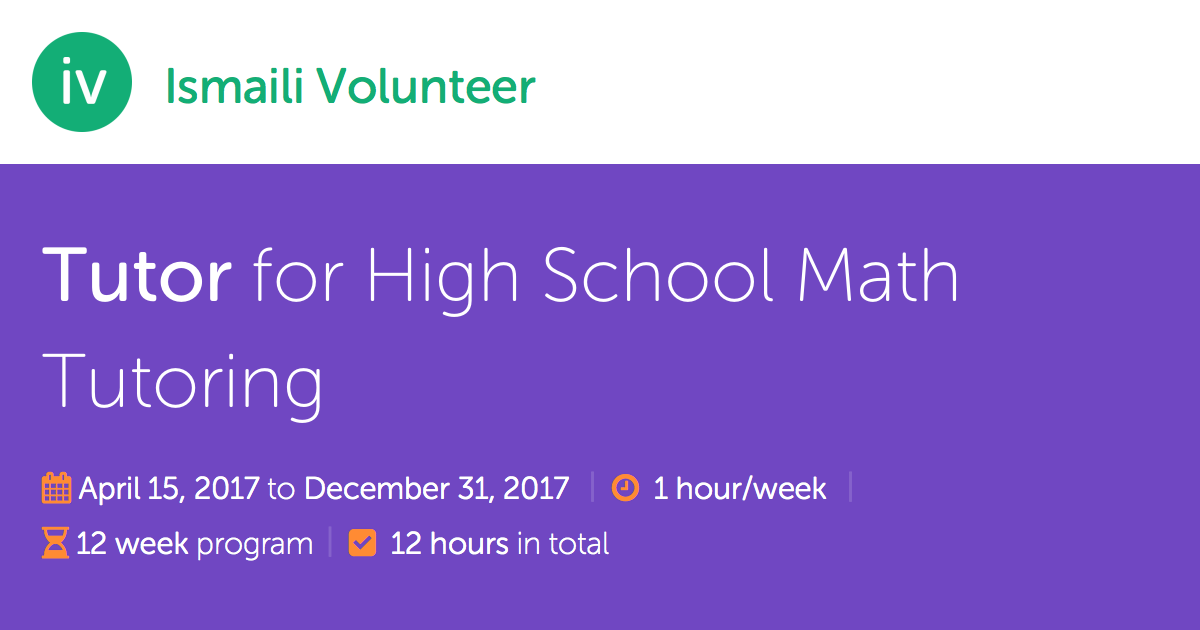 iv
Ismaili Volunteer
Tutor for High School Math
Tutoring
April 15, 2017 to December 31, 2017 | 1 hour/week |
12 week program | 12 hours in total